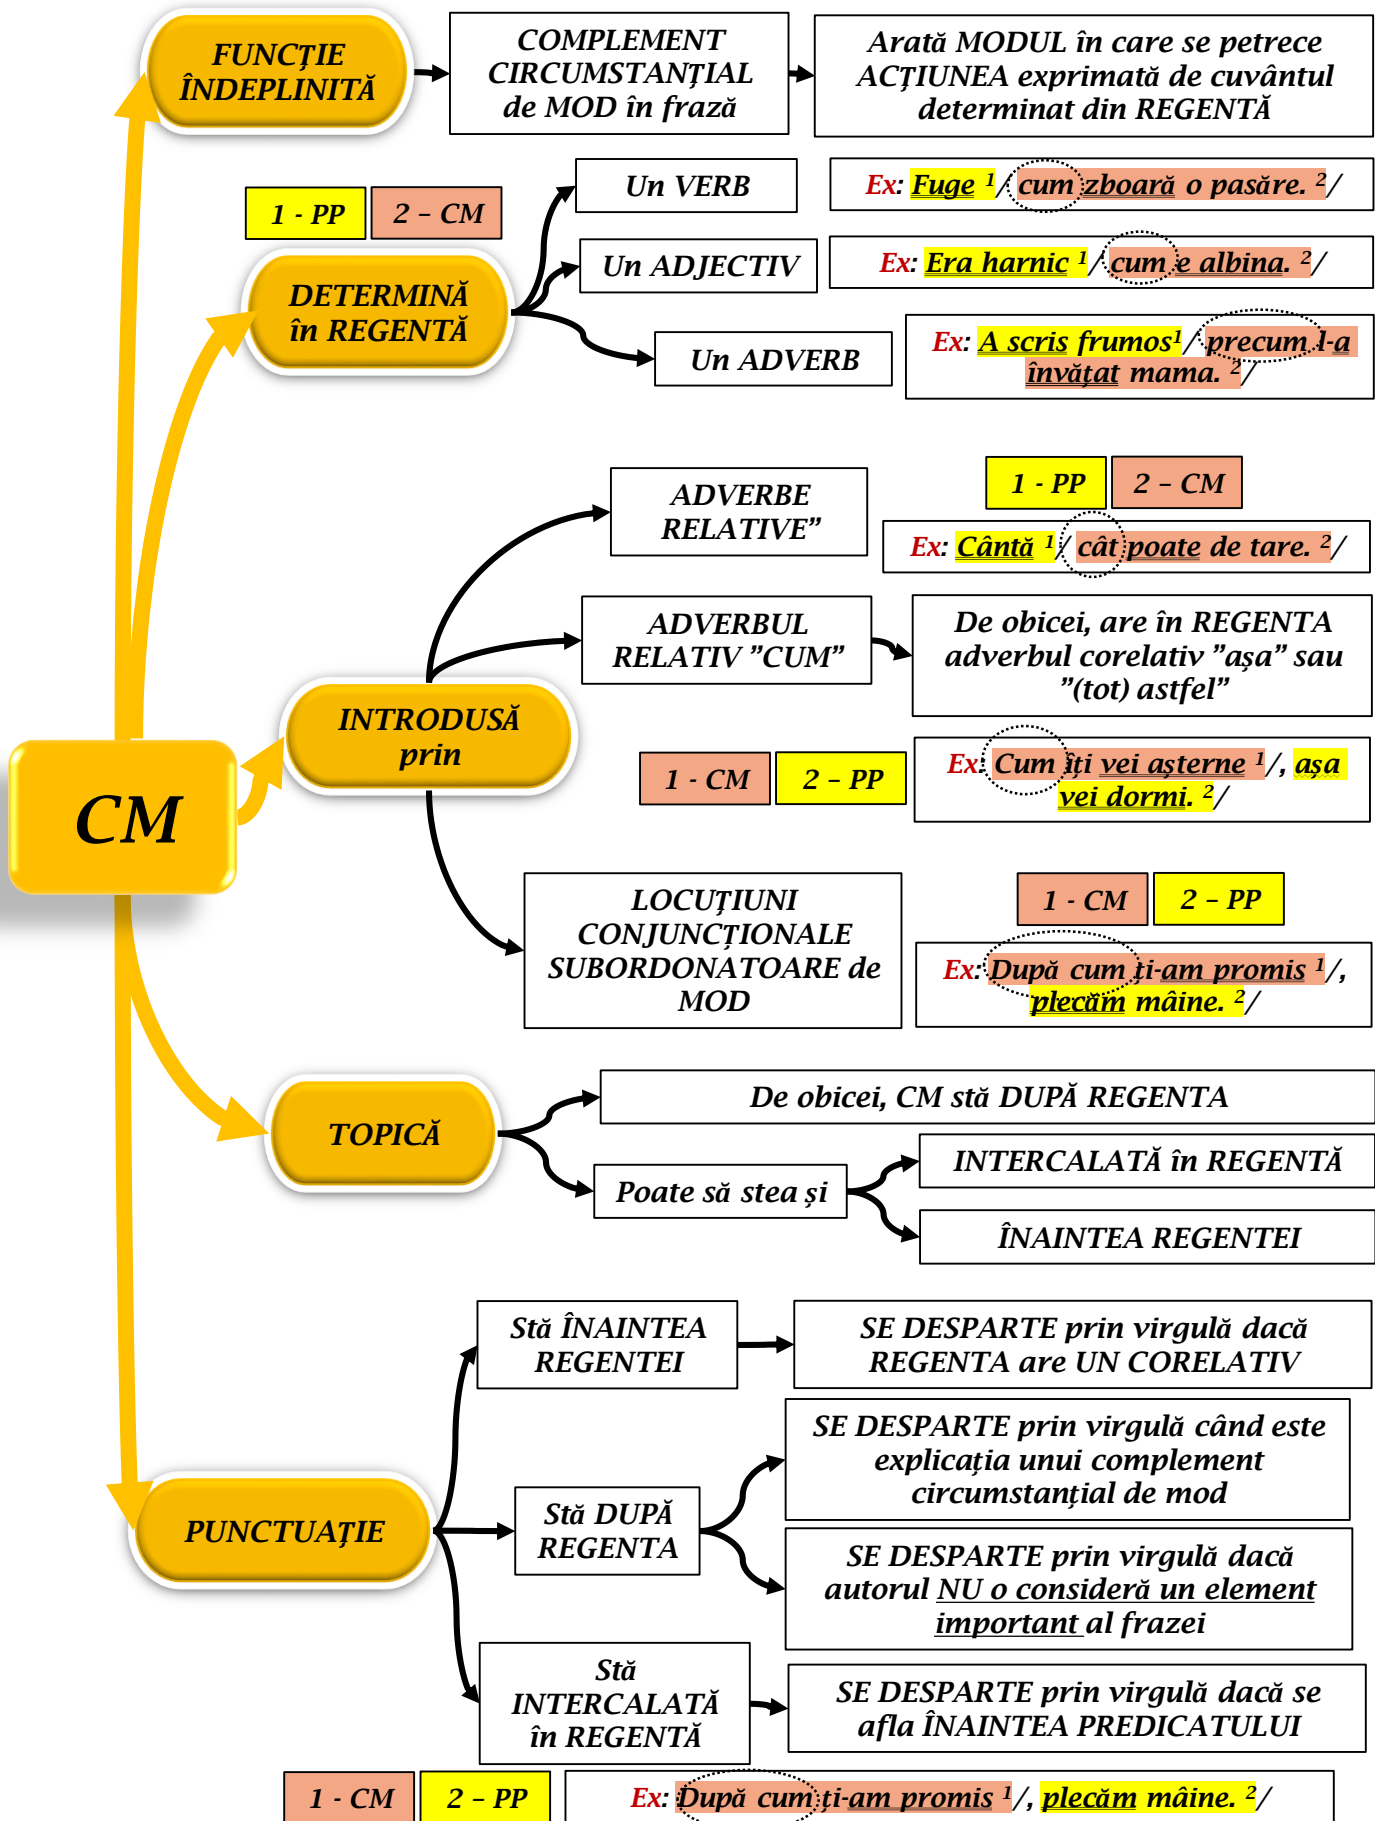 FUNCȚIE
ÎNDEPLINITĂ
COMPLEMENT
CIRCUMSTANȚIAL
de MOD în frază
Arată MODUL în care se petrece
ACȚIUNEA exprimată de cuvântul
determinat din REGENTĂ
1 - PP
2 – CM
DETERMINĂ
în REGENTĂ
Un VERB
Ex: Fuge ¹/ cum zboară o pasăre. ²/
Un ADJECTIV
Ex: Era harnic ¹/ cum e albina. ²/
Un ADVERB
Ex: A scris frumos¹/ precum l-a
învățat mama. ²/
CM
INTRODUSĂ
prin
ADVERBE
RELATIVE”
1 - PP
2 – CM
Ex: Cântă ¹/ cât poate de tare. ²/
ADVERBUL
RELATIV ”CUM”
De obicei, are în REGENTA
adverbul corelativ ”așa” sau
”(tot) astfel”
1 - CM
2 – PP
Ex: Cum îți vei așterne ¹/, așa
vei dormi. ²/
LOCUȚIUNI
CONJUNCȚIONALE
SUBORDONATOARE de
MOD
1 - CM
2 – PP
Ex: După cum ți-am promis ¹/,
plecăm mâine. ²/
TOPICĂ
De obicei, CM stă DUPĂ REGENTA
Poate să stea și
INTERCALATĂ în REGENTĂ
ÎNAINTEA REGENTEI
PUNCTUAȚIE
Stă ÎNAINTEA
REGENTEI
SE DESPARTE prin virgulă dacă
REGENTA are UN CORELATIV
Stă DUPĂ
REGENTA
SE DESPARTE prin virgulă când este
explicația unui complement
circumstanțial de mod
SE DESPARTE prin virgulă dacă
autorul NU o consideră un element
important al frazei
Stă
INTERCALATĂ
în REGENTĂ
SE DESPARTE prin virgulă dacă se
afla ÎNAINTEA PREDICATULUI
1 - CM
2 – PP
Ex: După cum ți-am promis ¹/, plecăm mâine. ²/